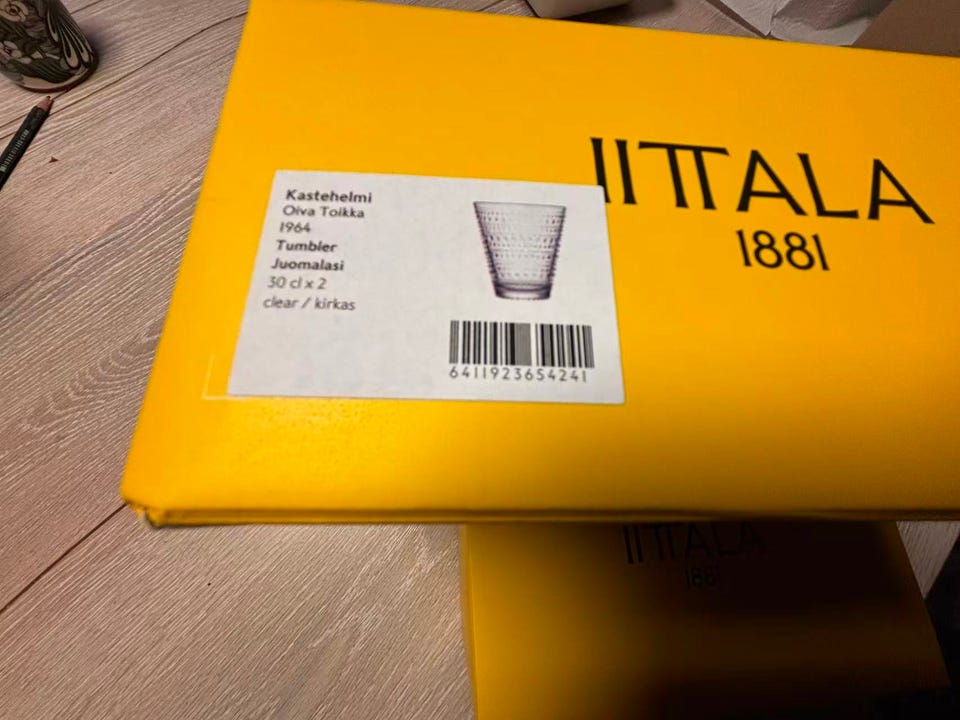 IITTALA
1881
Kastehelmi
Oiva Toikka
1964
Tumbler
Juomalasi
30 cl x 2
clear / kirkas
6411923654241
IITTALA
1881